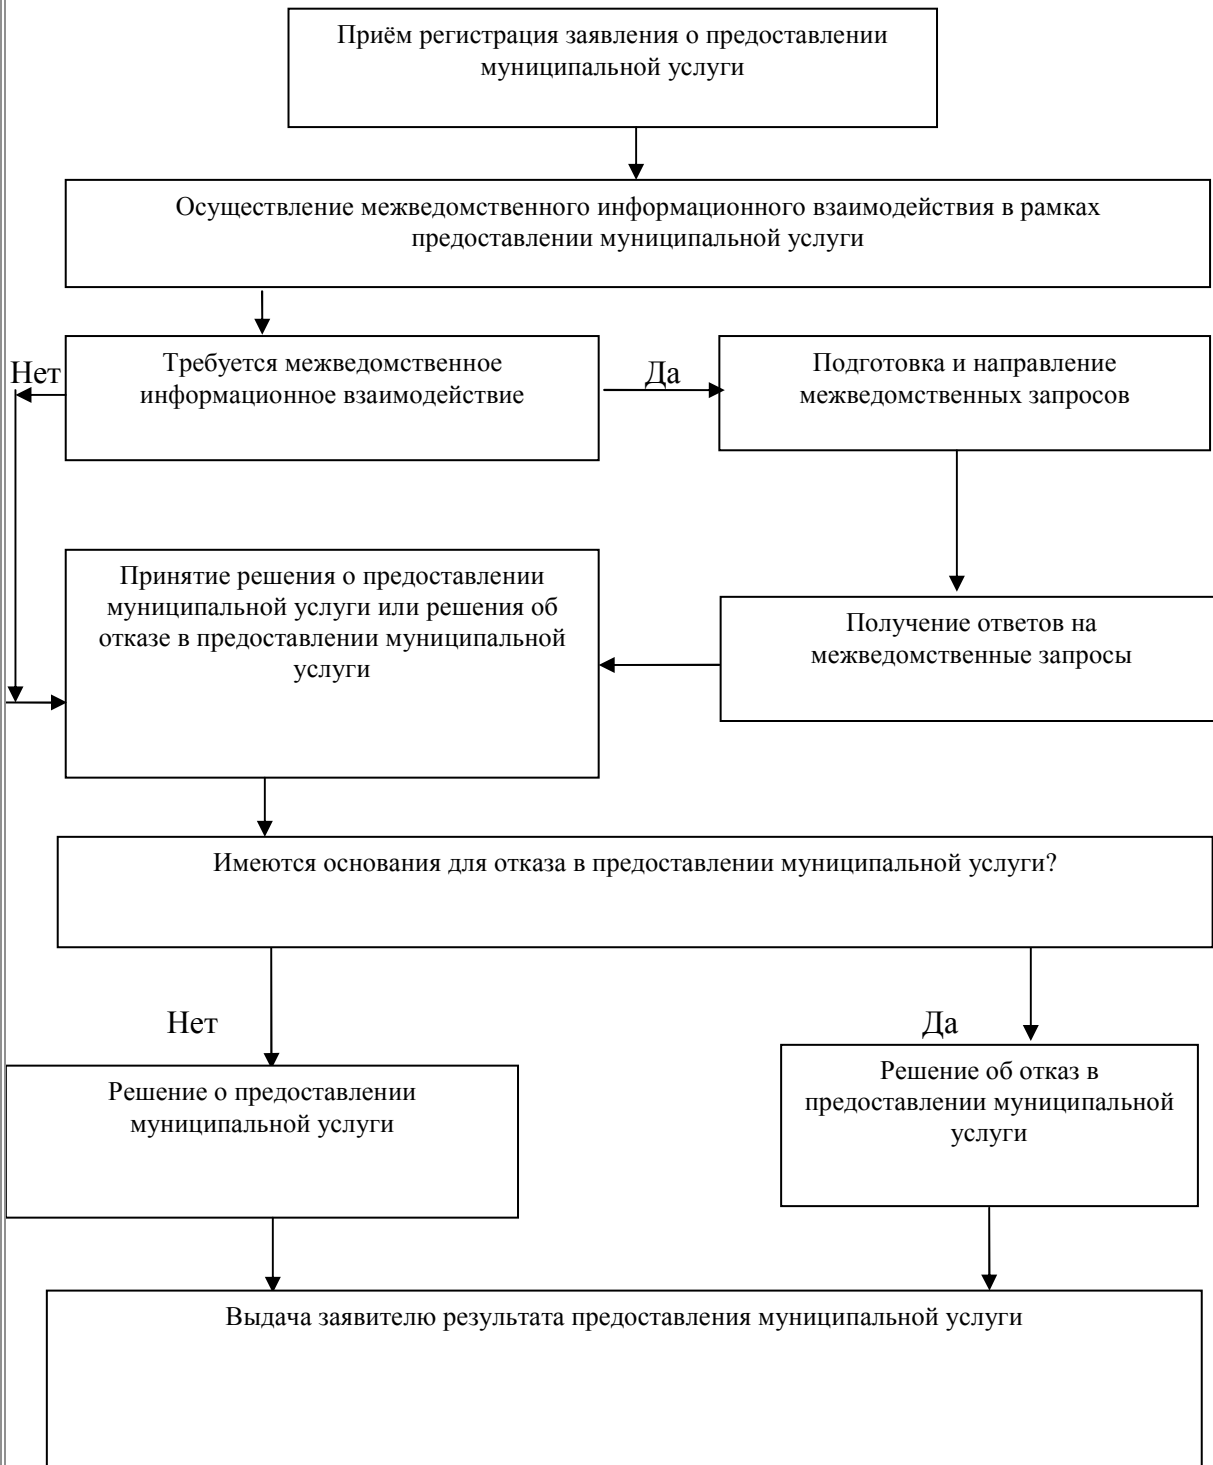 Приём регистрация заявления о предоставлении
муниципальной услуги
Осуществление межведомственного информационного взаимодействия в рамках
предоставлении муниципальной услуги
Нет
Требуется межведомственное
информационное взаимодействие
Да
Подготовка и направление
межведомственных запросов
Принятие решения о предоставлении
муниципальной услуги или решения об
отказе в предоставлении муниципальной
услуги
Получение ответов на
межведомственные запросы
Имеются основания для отказа в предоставлении муниципальной услуги?
Нет
Да
Решение о предоставлении
муниципальной услуги
Решение об отказ в
предоставлении муниципальной
услуги
Выдача заявителю результата предоставления муниципальной услуги